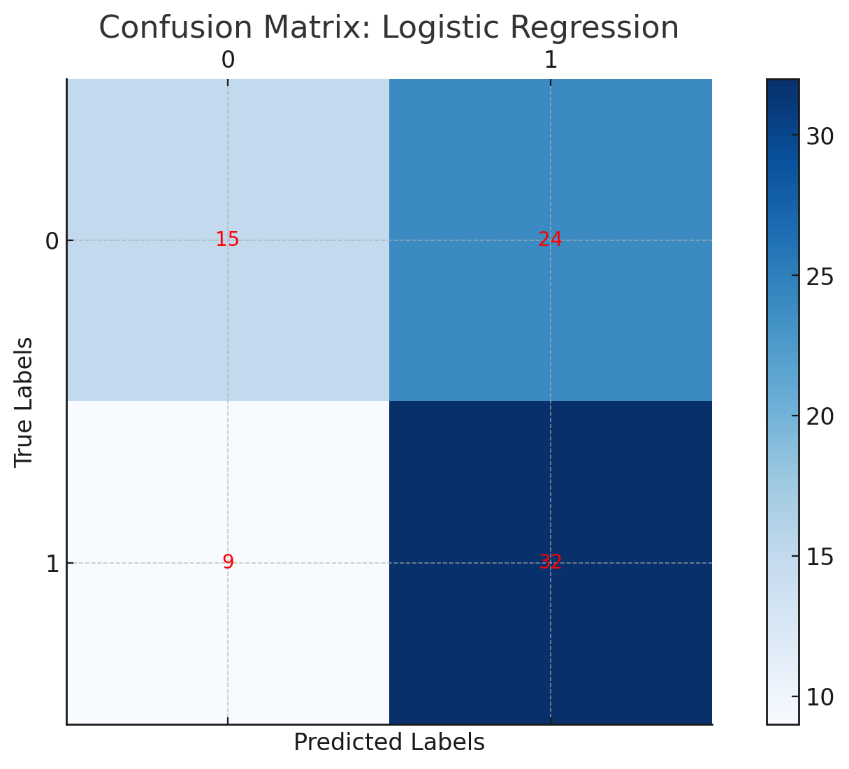 Confusion Matrix: Logistic Regression
0 1
30
0 15 24
25
True Labels
20
1 9 32
15
10
Predicted Labels